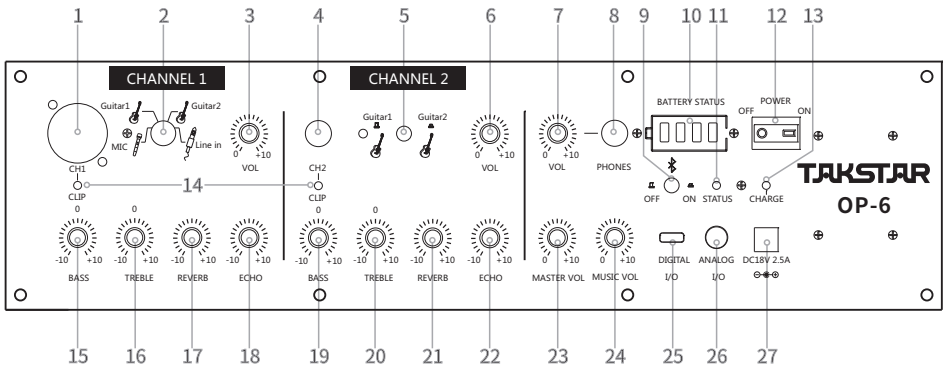 1 2 3 4 5 6 7 8 9 10 11 12 13
CHANNEL 1 CHANNEL 2
BATTERY STATUS POWER
OFF ON
Guitar1 Guitar2 Guitar1 Guitar2
MIC Line in
0 +10 0 +10 0 +10
CH1 VOL CH2 VOL VOL PHONES
14
CLIP CLIP
OFF ON STATUS CHARGE
TAKSTAR
OP-6
0 0 0 0
-10 +10 -10 +10 -10 +10 -10 +10 -10 +10 -10 +10 -10 +10 -10 +10 0 +10 0 +10
BASS TREBLE REVERB ECHO BASS TREBLE REVERB ECHO MASTER VOL MUSIC VOL
DIGITAL ANALOG DC18V 2.5A
I/O I/O
15 16 17 18 19 20 21 22 23 24 25 26 27